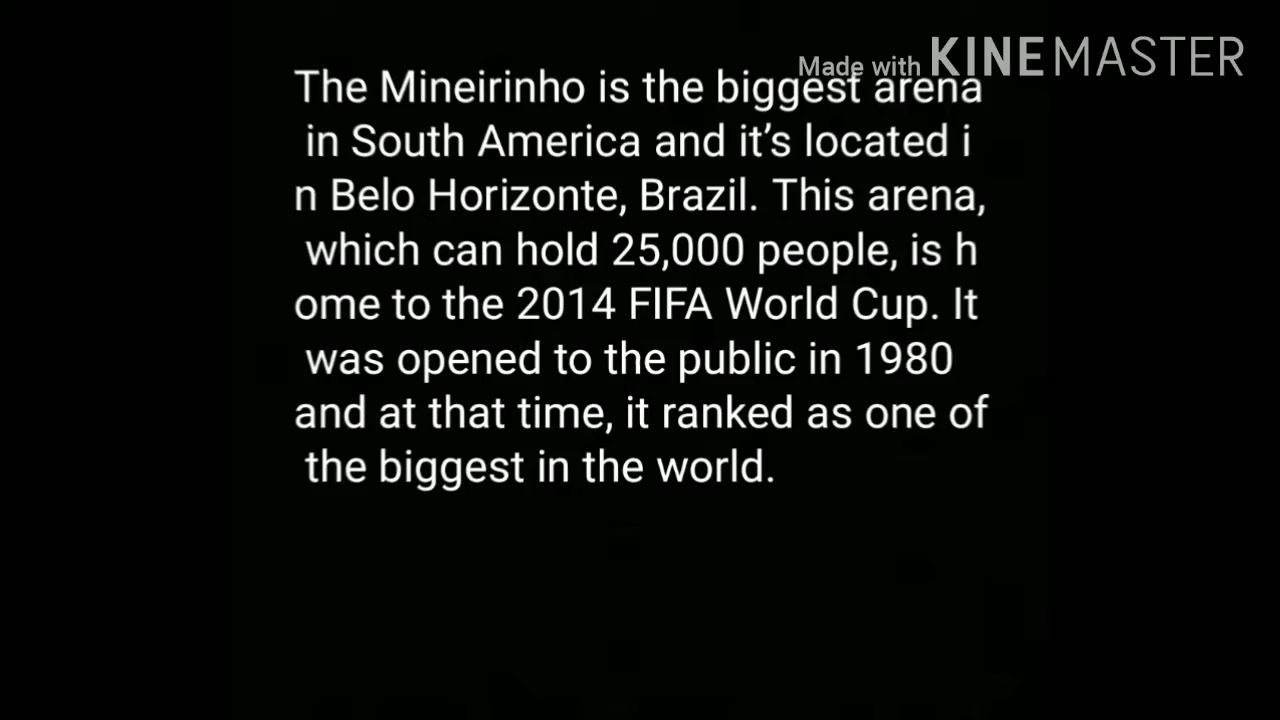 Made with KINEMASTER
The Mineirinho is the biggest arena
in South America and it’s located i
n Belo Horizonte, Brazil. This arena,
which can hold 25,000 people, is h
ome to the 2014 FIFA World Cup. It
was opened to the public in 1980
and at that time, it ranked as one of
the biggest in the world.